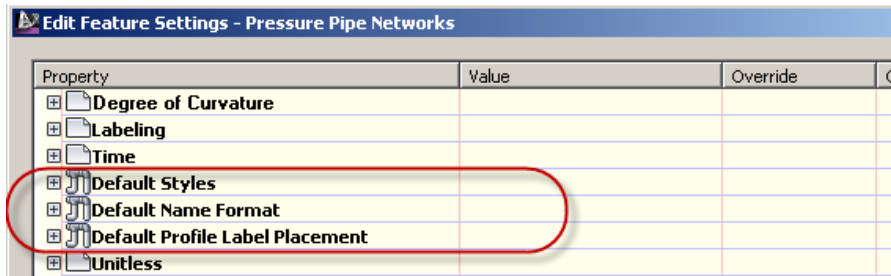 Edit Feature Settings - Pressure Pipe Networks
Property Value Override
Degree of Curvature
Labeling
Time
Default Styles
Default Name Format
Default Profile Label Placement
Unitless